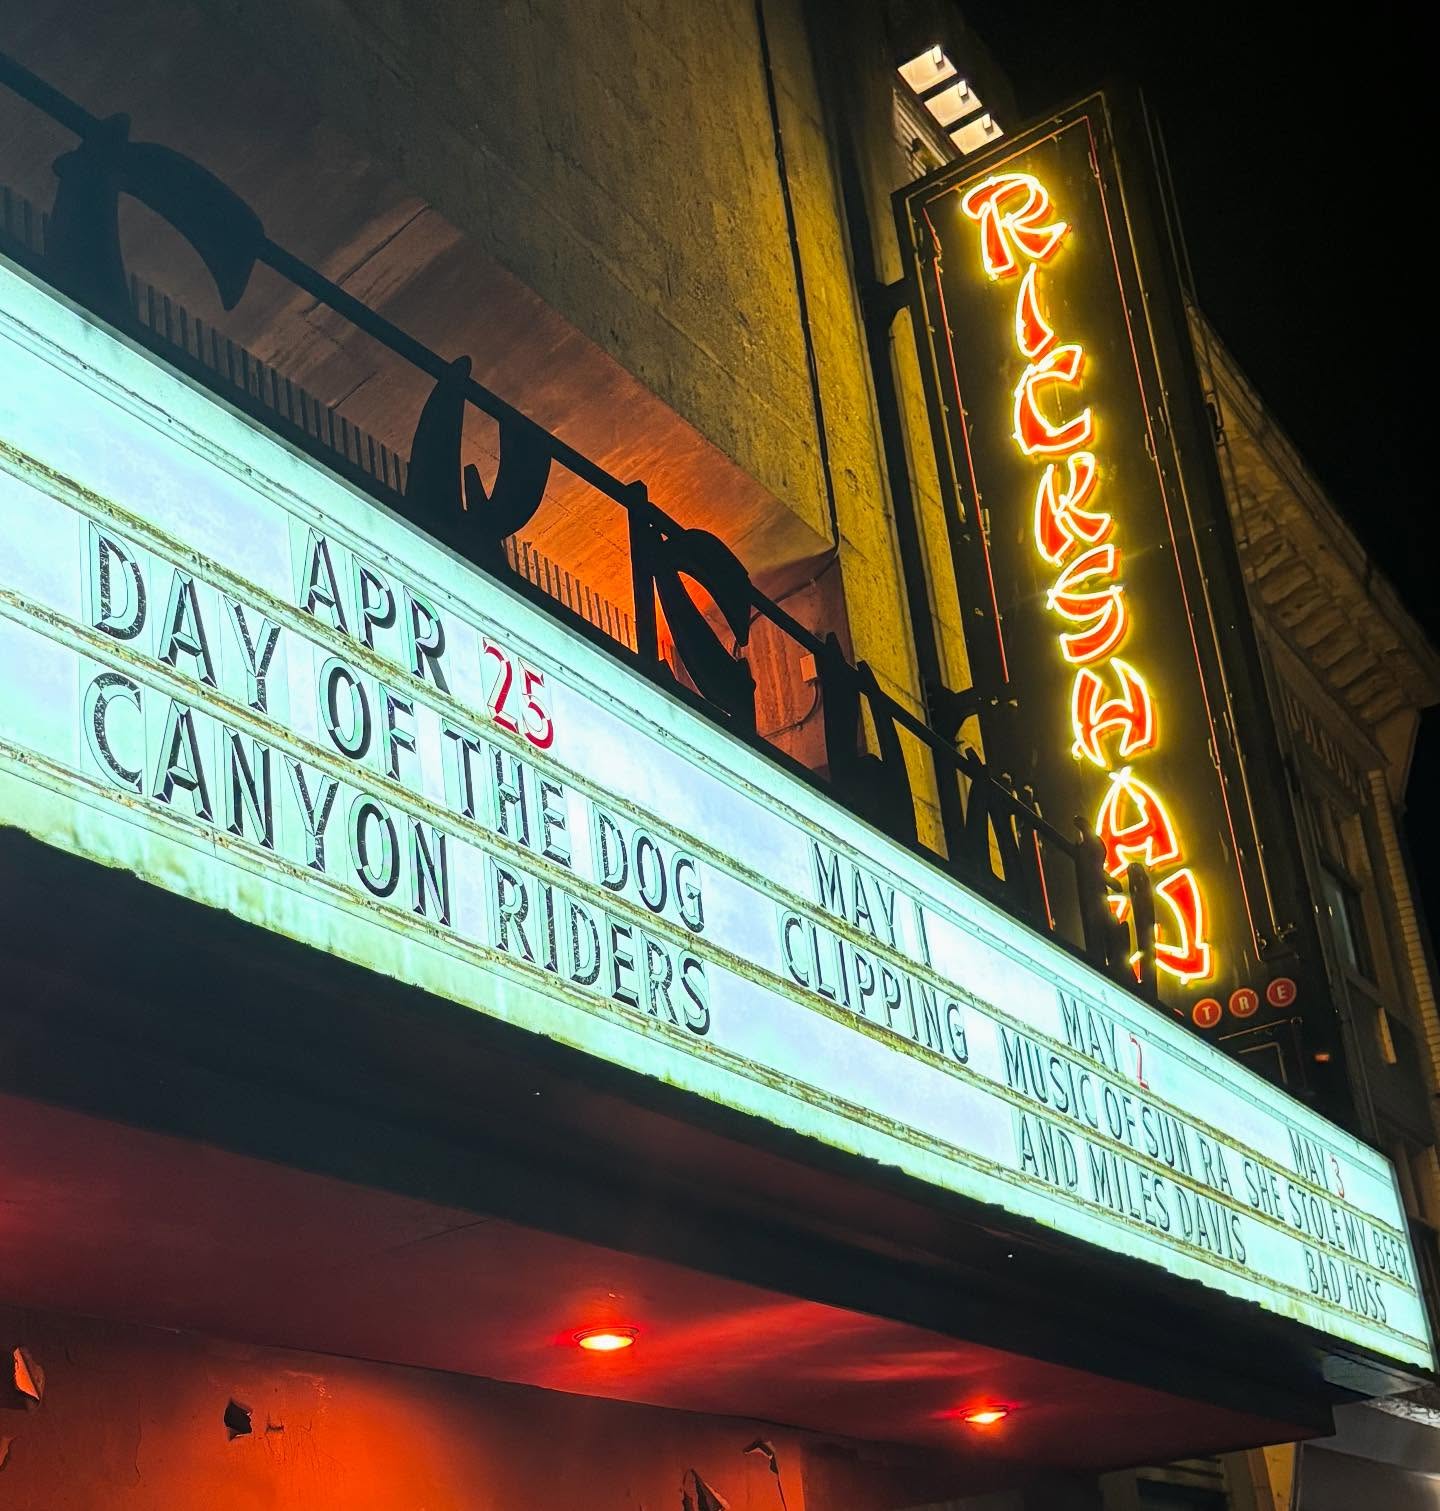 RICKSHAW
TRE
APR 25
DAY OF THE DOG
CANYON RIDERS
MAY 1
CLIPPING
MAY 2
MUSIC OF SUN RA
AND MILES DAVIS
MAY 3
SHE STOLE MY BEER
BAD HOSS